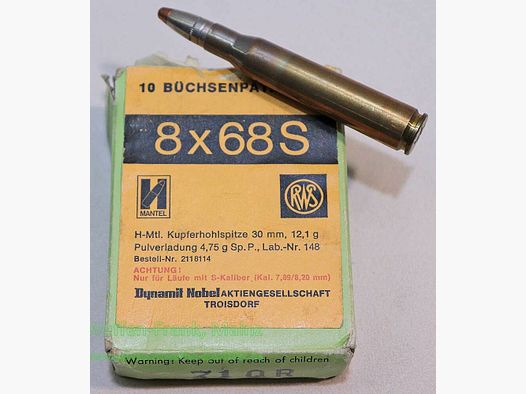 10 BÜCHSENPA
8x68S
H
MANTEL
RWS
H-Mtl. Kupferhohlspitze 30 mm, 12,1 g
Pulverladung 4,75 g Sp. P., Lab.-Nr. 148
Bestell-Nr. 2118114
ACHTUNG!
Nur für Läufe mit S-Kaliber (Kal. 7,89/8,20 mm)
Dynamit Nobel AKTIENGESELLSCHAFT
TROISDORF
Warning: Keep out of reach of children